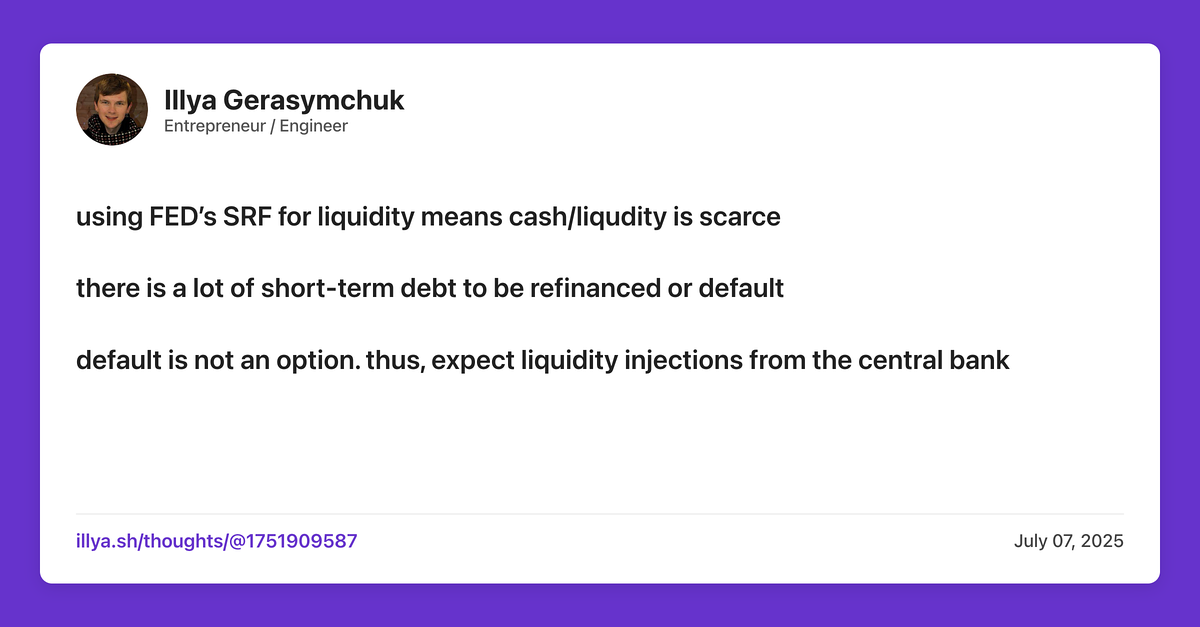 Illya Gerasymchuk
Entrepreneur / Engineer
using FED’s SRF for liquidity means cash/liqudity is scarce
there is a lot of short-term debt to be refinanced or default
default is not an option. thus, expect liquidity injections from the central bank
illya.sh/thoughts/@1751909587
July 07, 2025